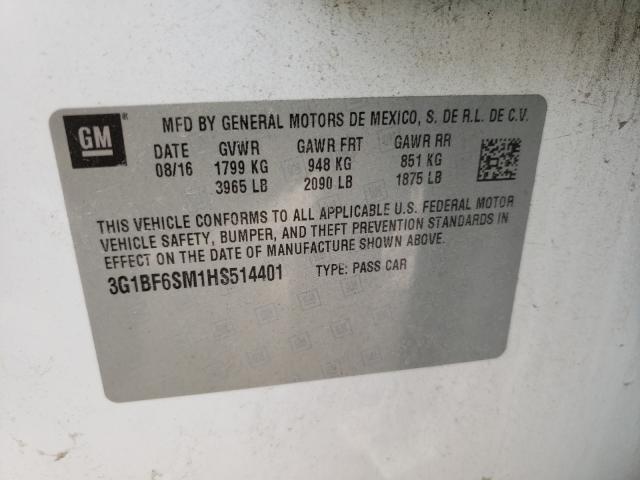 GM ®
MFD BY GENERAL MOTORS DE MEXICO, S. DE R.L. DE C.V.
DATE GVWR GAWR FRT GAWR RR
08/16 1799 KG 948 KG 851 KG
3965 LB 2090 LB 1875 LB
THIS VEHICLE CONFORMS TO ALL APPLICABLE U.S. FEDERAL MOTOR
VEHICLE SAFETY, BUMPER, AND THEFT PREVENTION STANDARDS IN
EFFECT ON THE DATE OF MANUFACTURE SHOWN ABOVE.
3G1BF6SM1HS514401 TYPE: PASS CAR